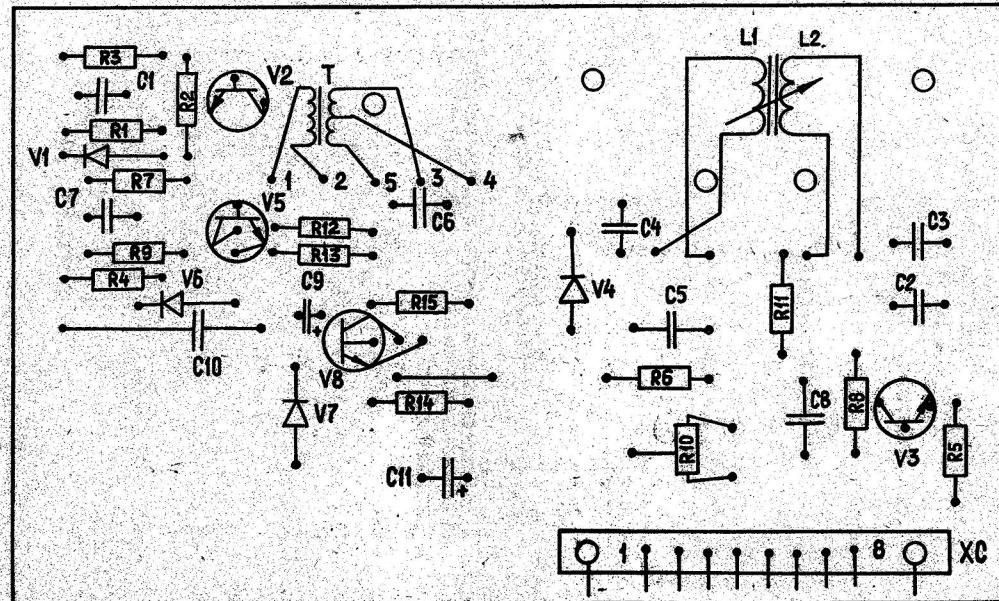 R3
C1
R2
V2
T
R1
V1
R7
C7
V5
1
2
5
3
4
C6
R12
R13
R9
R4
V6
C9
R15
C10
V8
V7
R14
C11
+
+
L1
L2
C4
C3
V4
C5
R11
C2
R6
C8
R8
R10
V3
R5
1
8
XC